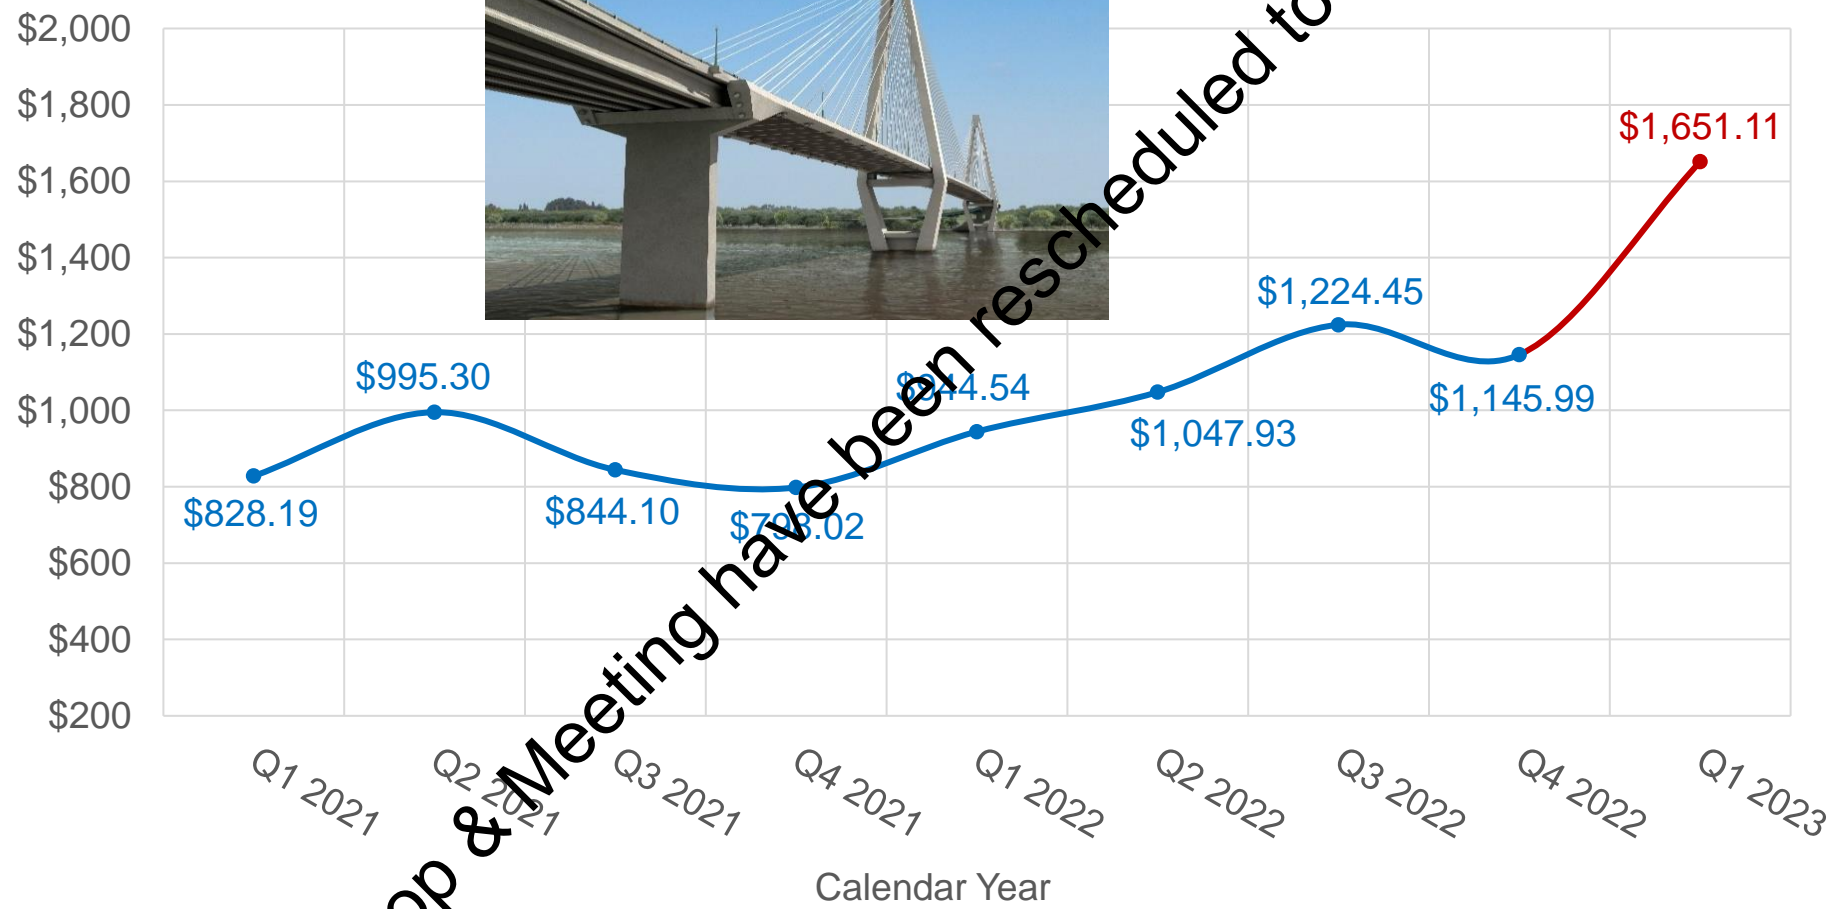 $2,000
$1,800
$1,600
$1,400
$1,200
$1,000
$800
$600
$400
$200
$828.19
$995.30
$844.10
$1,047.93
$1,224.45
$1,145.99
$1,651.11
Q1 2021
Q2 2021
Q3 2021
Q4 2021
Q1 2022
Q2 2022
Q3 2022
Q4 2022
Q1 2023
Calendar Year
& Meeting have been rescheduled to